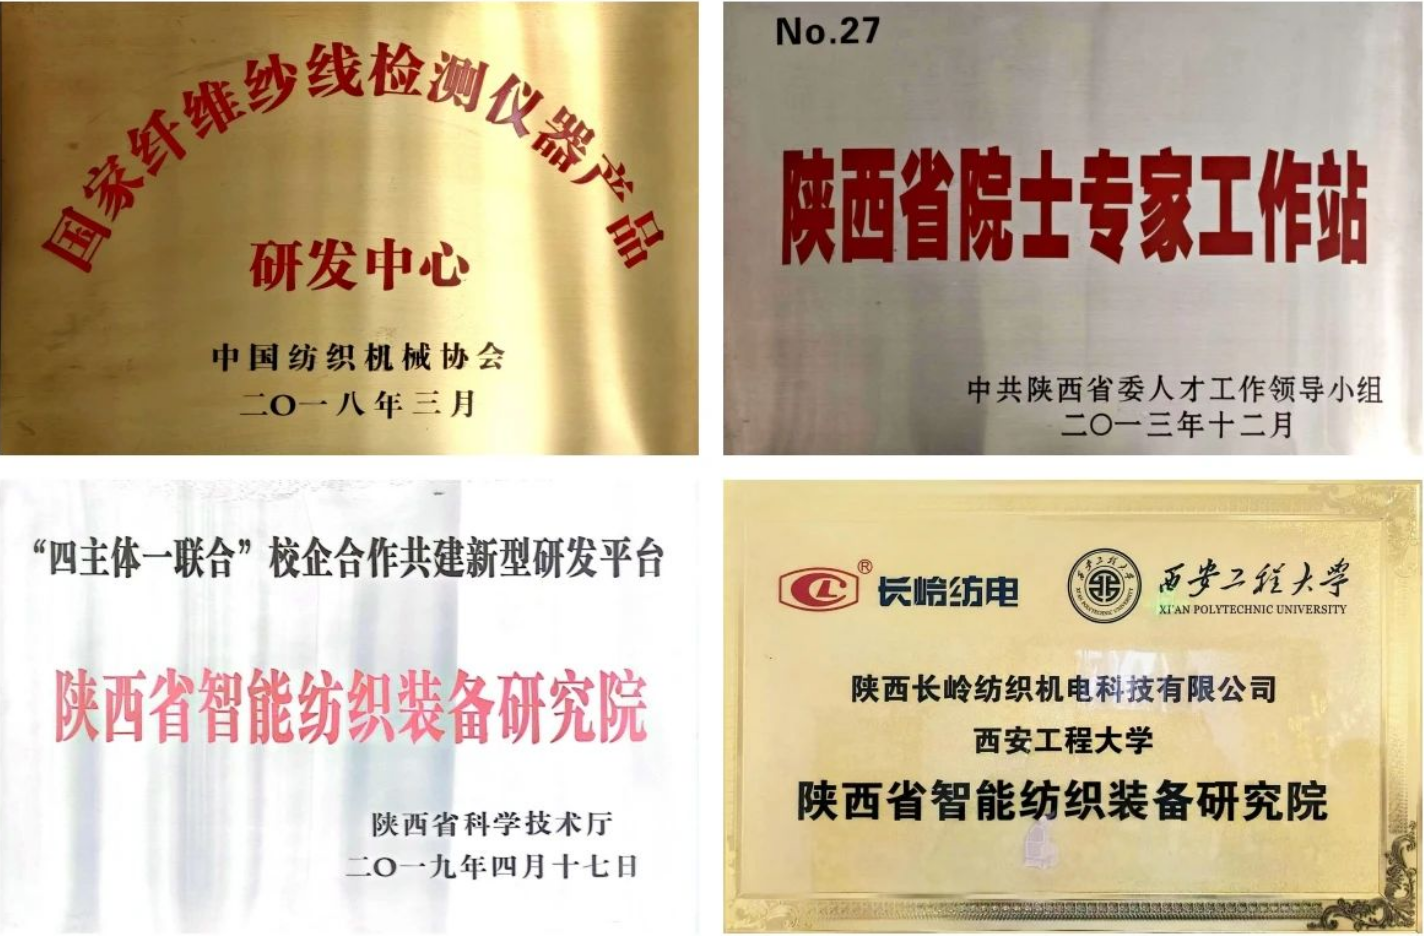 国家纤维纱线检测仪器产品
研发中心
中国纺织机械协会
二〇一八年三月
No.27
陕西省院士专家工作站
中共陕西省委人才工作领导小组
二〇一三年十二月
“四主体一联合”校企合作共建新型研发平台
陕西省智能纺织装备研究院
陕西省科学技术厅
二〇一九年四月十七日
CL® 长岭纺电
西安工程大学
XI'AN POLYTECHNIC UNIVERSITY
陕西长岭纺织机电科技有限公司
西安工程大学
陕西省智能纺织装备研究院